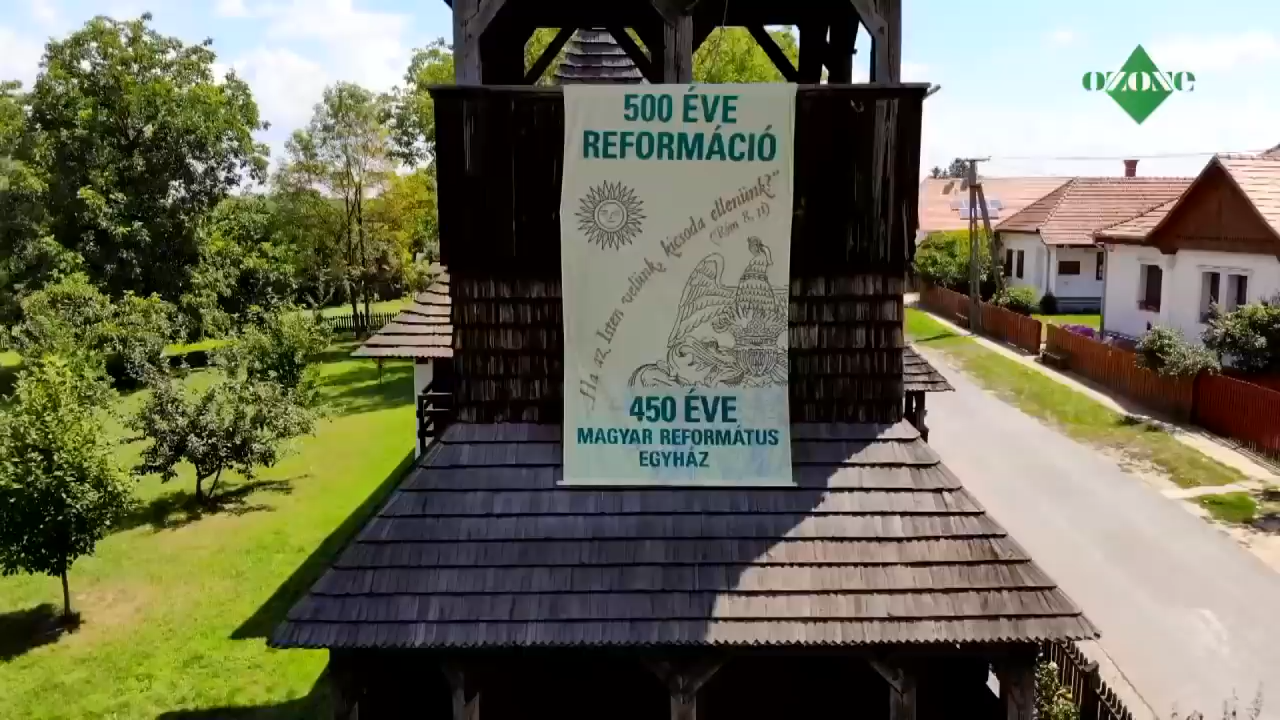 OZONE
500 ÉVE
REFORMÁCIÓ
„Ha az Isten velünk, kicsoda ellenünk?”
(Róm 8, 31)
450 ÉVE
MAGYAR REFORMÁTUS
EGYHÁZ